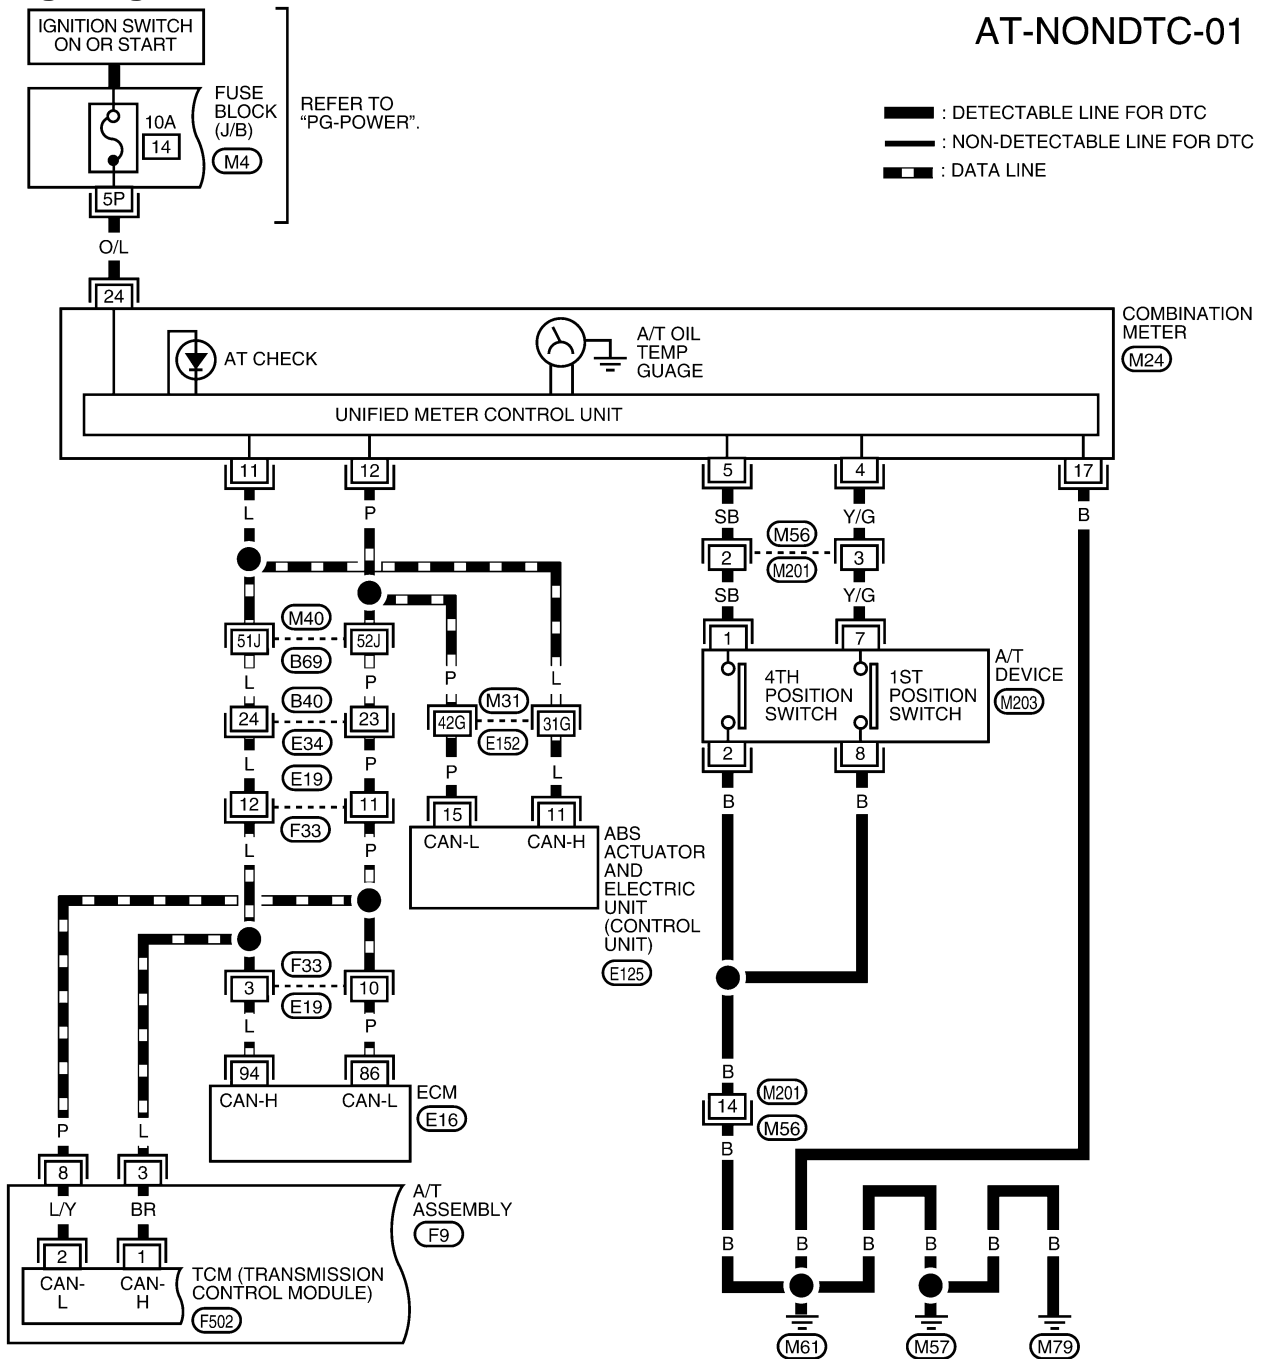 AT-NONDTC-01
IGNITION SWITCH
ON OR START
FUSE
BLOCK
(J/B)
M4
10A
14
REFER TO
“PG-POWER”.
: DETECTABLE LINE FOR DTC
: NON-DETECTABLE LINE FOR DTC
: DATA LINE
5P
O/L
24
COMBINATION
METER
M24
AT CHECK
A/T OIL
TEMP
GUAGE
UNIFIED METER CONTROL UNIT
11
12
5
4
17
L
P
SB
Y/G
B
M56
2
3
M201
SB
Y/G
M40
51J
52J
B69
1
7
A/T
DEVICE
M203
4TH
POSITION
SWITCH
1ST
POSITION
SWITCH
L
P
P
L
B40
24
23
E34
M31
42G
31G
E152
2
8
L
P
P
L
B
B
E19
12
11
F33
15
11
CAN-L
CAN-H
ABS
ACTUATOR
AND
ELECTRIC
UNIT
(CONTROL
UNIT)
E125
L
P
F33
3
10
E19
L
P
94
86
CAN-H
CAN-L
ECM
E16
B
14
M201
M56
B
P
L
8
3
A/T
ASSEMBLY
F9
L/Y
BR
2
1
CAN-
L
CAN-
H
TCM (TRANSMISSION
CONTROL MODULE)
F502
B
B
B
B
B
B
M61
M57
M79